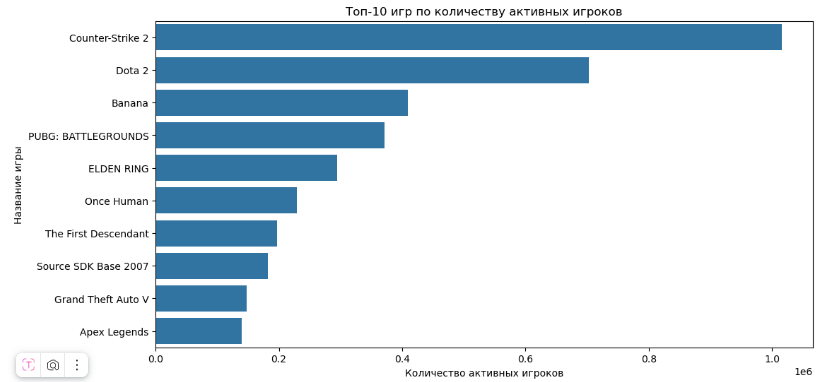 Топ-10 игр по количеству активных игроков
Название игры
Counter-Strike 2
Dota 2
Banana
PUBG: BATTLEGROUNDS
ELDEN RING
Once Human
The First Descendant
Source SDK Base 2007
Grand Theft Auto V
Apex Legends
0.0 0.2 0.4 0.6 0.8 1.0
1e6
Количество активных игроков
T